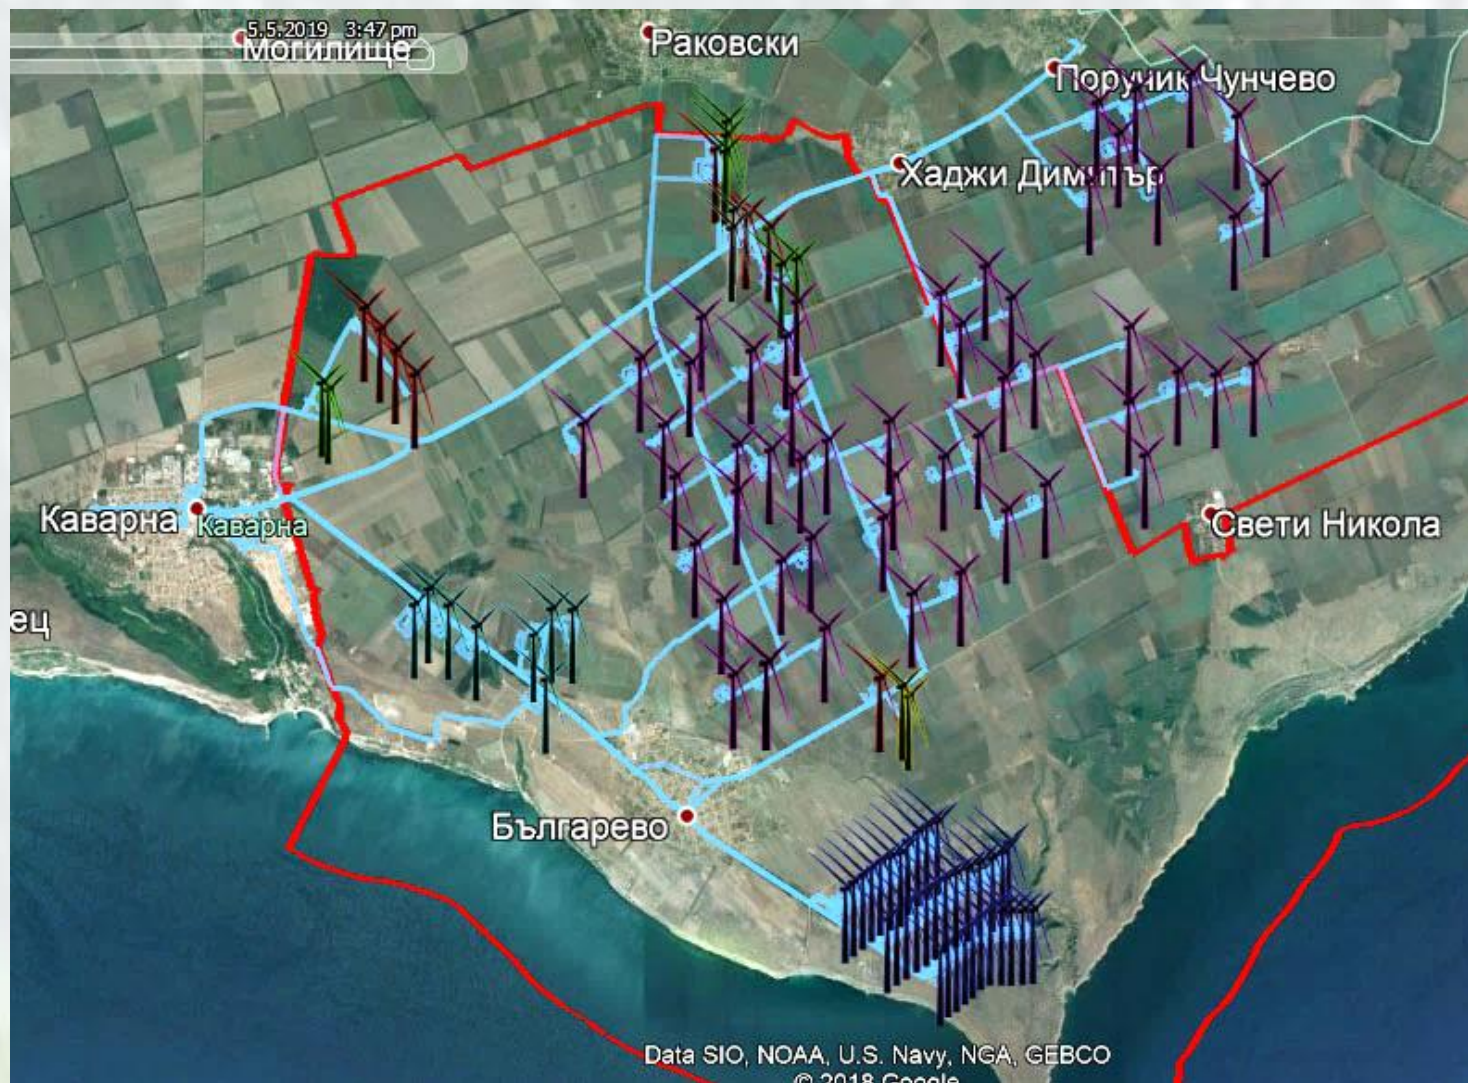 5.5.2019 3:47 pm
Могилище
Раковски
Поручик Чунчево
Хаджи Димитър
Каварна
Каварна
Свети Никола
ец
Българево
Data SIO, NOAA, U.S. Navy, NGA, GEBCO
© 2018 Google